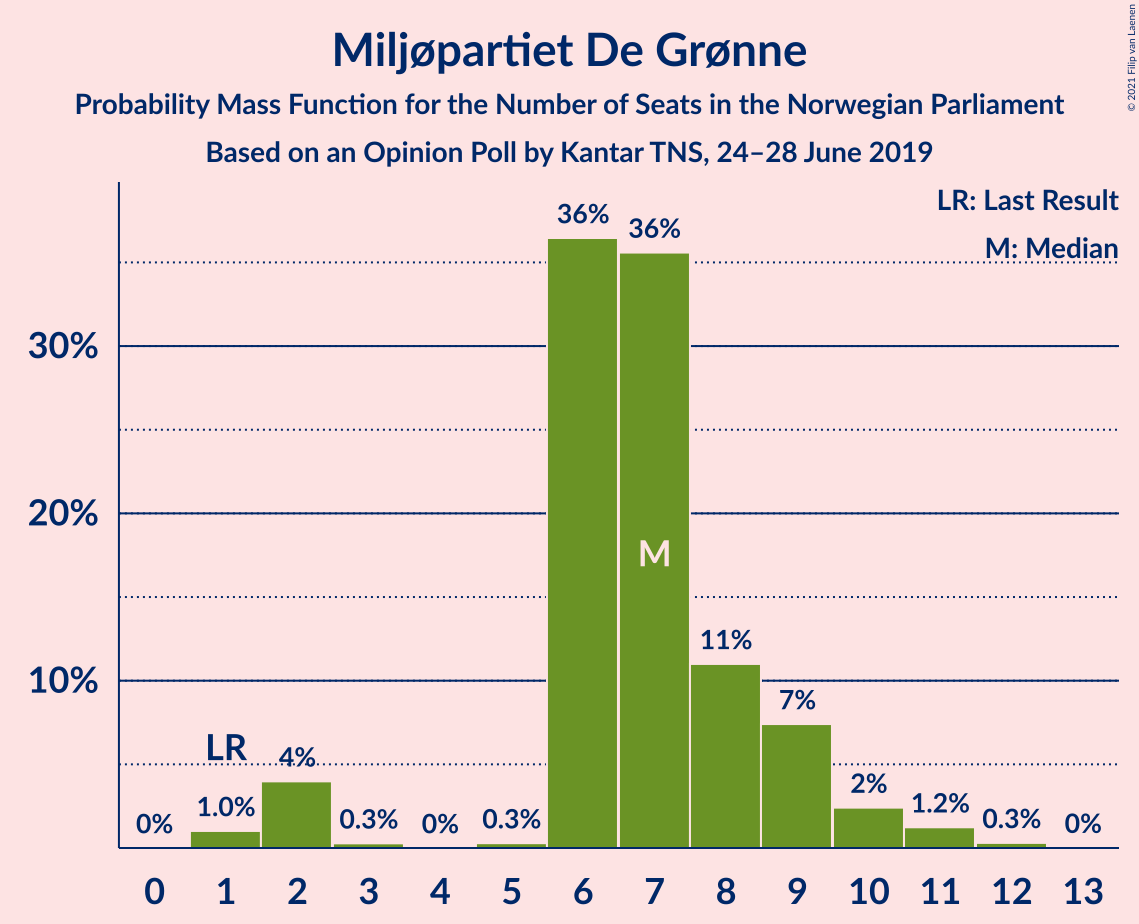 Miljøpartiet De Grønne
Probability Mass Function for the Number of Seats in the Norwegian Parliament
Based on an Opinion Poll by Kantar TNS, 24–28 June 2019
© 2021 Filip van Laenen
LR: Last Result
M: Median
36%
36%
30%
20%
M
11%
10%
7%
LR
4%
2%
1.0%
1.2%
0%
0.3%
0%
0.3%
0.3%
0%
0 1 2 3 4 5 6 7 8 9 10 11 12 13